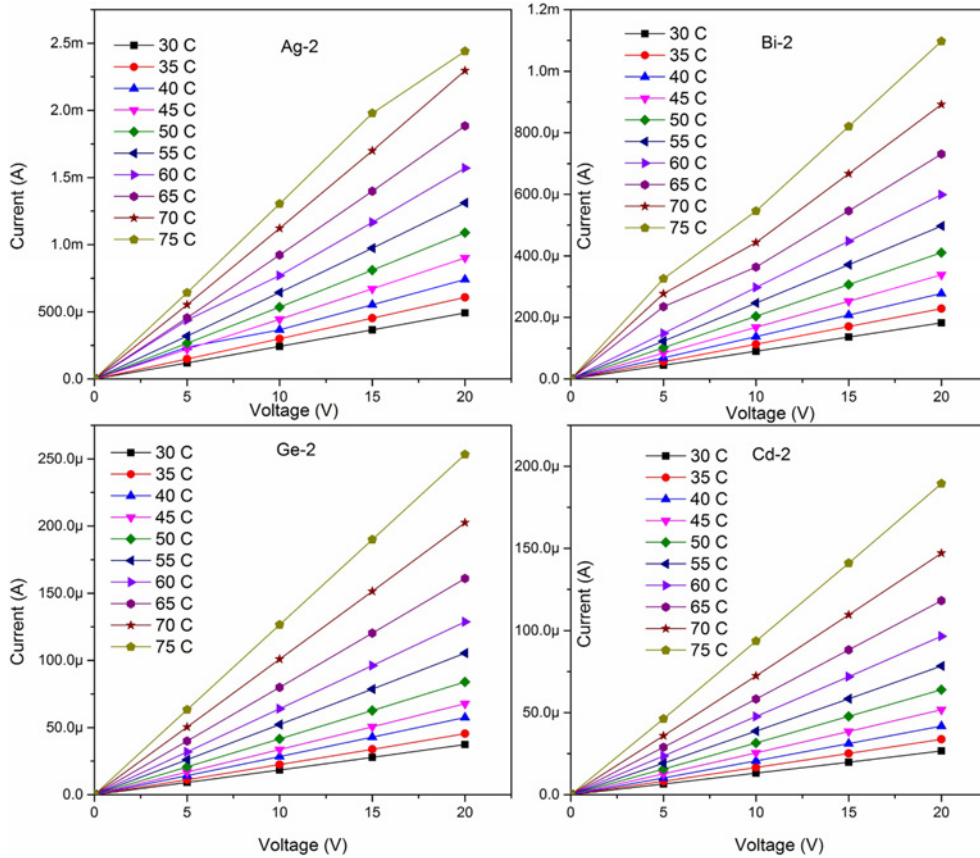 Ag-2
30 C
35 C
40 C
45 C
50 C
55 C
60 C
65 C
70 C
75 C
2.5m
2.0m
1.5m
1.0m
500.0µ
0.0
Current (A)
0 5 10 15 20
Voltage (V)
Bi-2
30 C
35 C
40 C
45 C
50 C
55 C
60 C
65 C
70 C
75 C
1.2m
1.0m
800.0µ
600.0µ
400.0µ
200.0µ
0.0
Current (A)
0 5 10 15 20
Voltage (V)
Ge-2
30 C
35 C
40 C
45 C
50 C
55 C
60 C
65 C
70 C
75 C
250.0µ
200.0µ
150.0µ
100.0µ
50.0µ
0.0
Current (A)
0 5 10 15 20
Voltage (V)
Cd-2
30 C
35 C
40 C
45 C
50 C
55 C
60 C
65 C
70 C
75 C
200.0µ
150.0µ
100.0µ
50.0µ
0.0
Current (A)
0 5 10 15 20
Voltage (V)